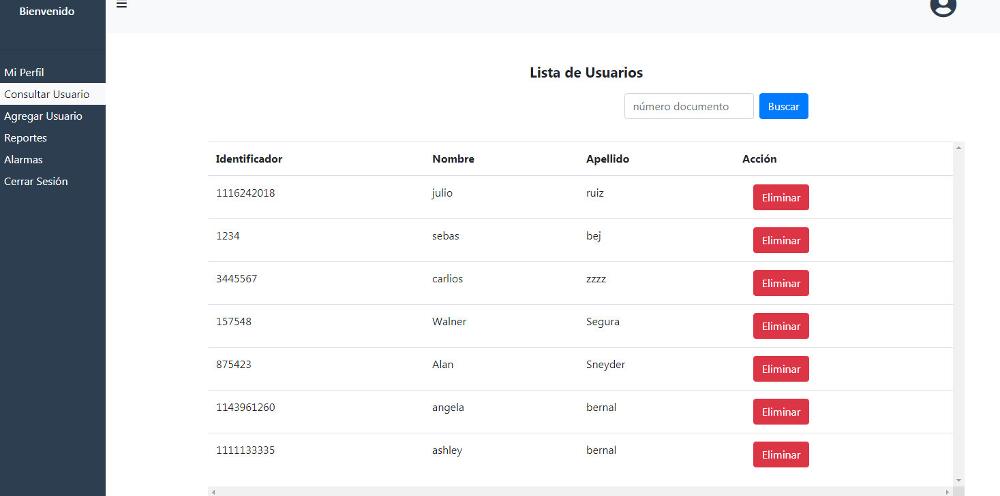 Bienvenido
Mi Perfil
Consultar Usuario
Agregar Usuario
Reportes
Alarmas
Cerrar Sesión
Lista de Usuarios
número documento Buscar
Identificador Nombre Apellido Acción
1116242018 julio ruiz Eliminar
1234 sebas bej Eliminar
3445567 carlios zzzz Eliminar
157548 Walner Segura Eliminar
875423 Alan Sneyder Eliminar
1143961260 angela bernal Eliminar
1111133335 ashley bernal Eliminar